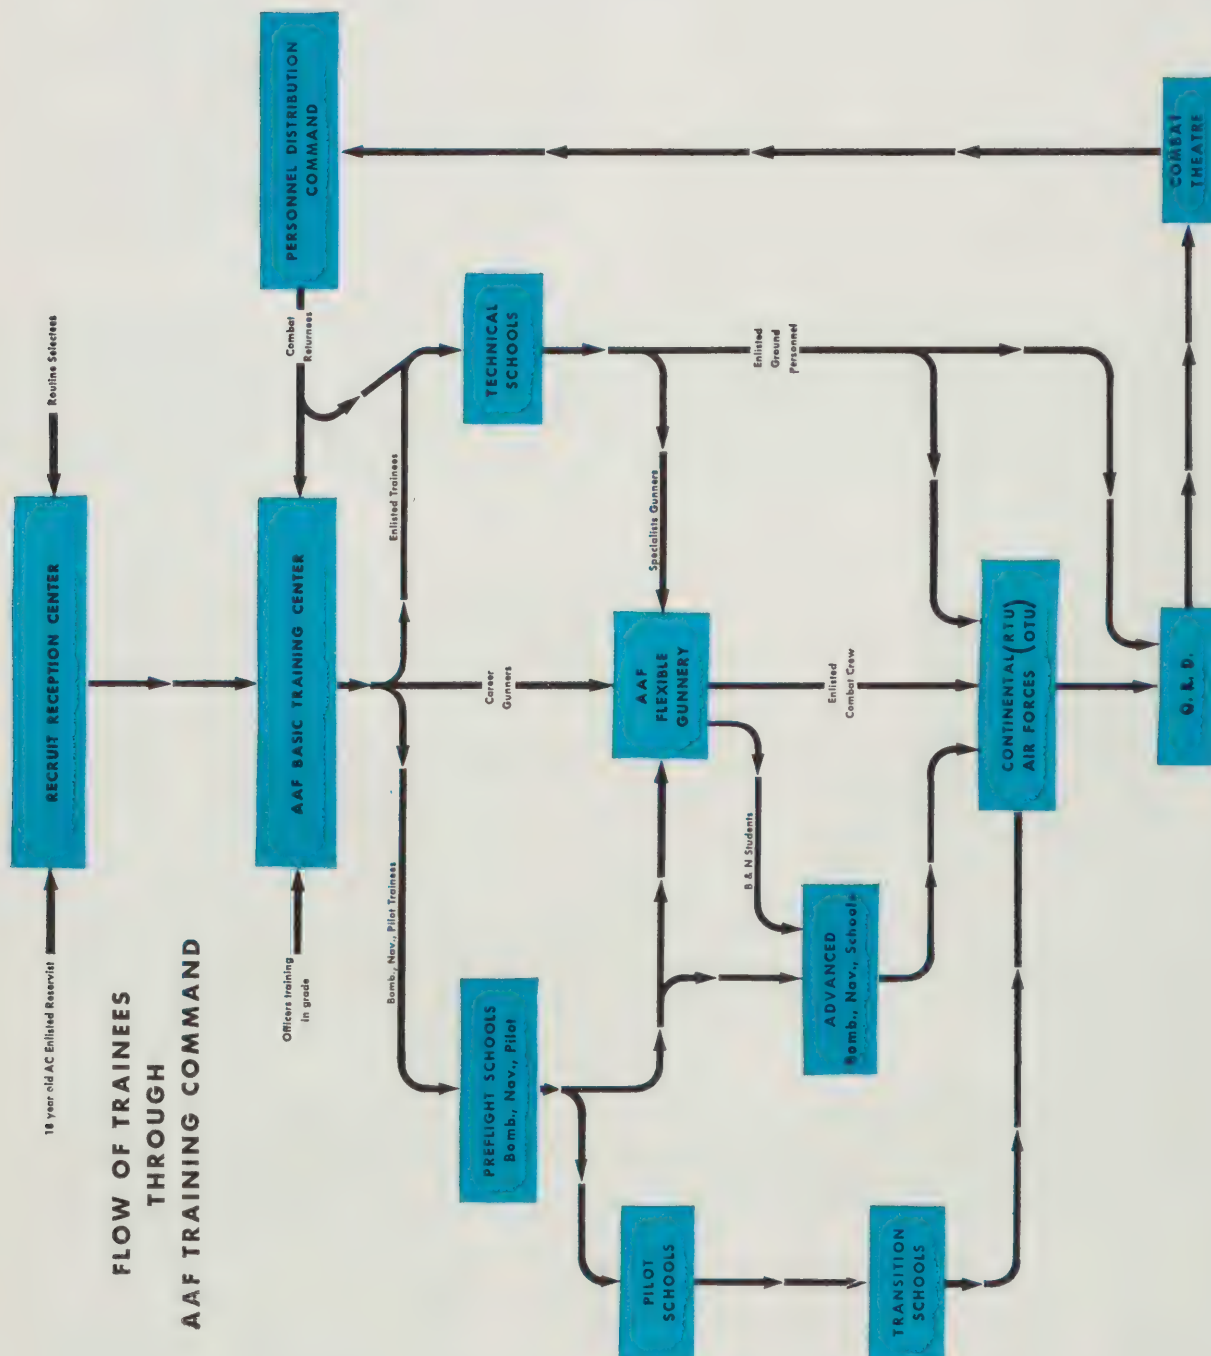 FLOW OF TRAINEES
THROUGH
AAF TRAINING COMMAND
18 year old AC Enlisted Reservist
RECRUIT RECEPTION CENTER
Routine Selectees
Officers training
in grade
AAF BASIC TRAINING CENTER
Combat
Returnees
PERSONNEL DISTRIBUTION
COMMAND
Bomb., Nav., Pilot Trainees
Enlisted Trainees
Career
Gunners
PREFLIGHT SCHOOLS
Bomb., Nav., Pilot
TECHNICAL
SCHOOLS
PILOT
SCHOOLS
AAF
FLEXIBLE
GUNNERY
Specialists Gunners
Enlisted
Ground
Personnel
B & N Students
Enlisted
Combat Crew
TRANSITION
SCHOOLS
ADVANCED
Bomb., Nav., Schools
CONTINENTAL (RTU)
AIR FORCES (OTU)
O. R. D.
COMBAT
THEATRE